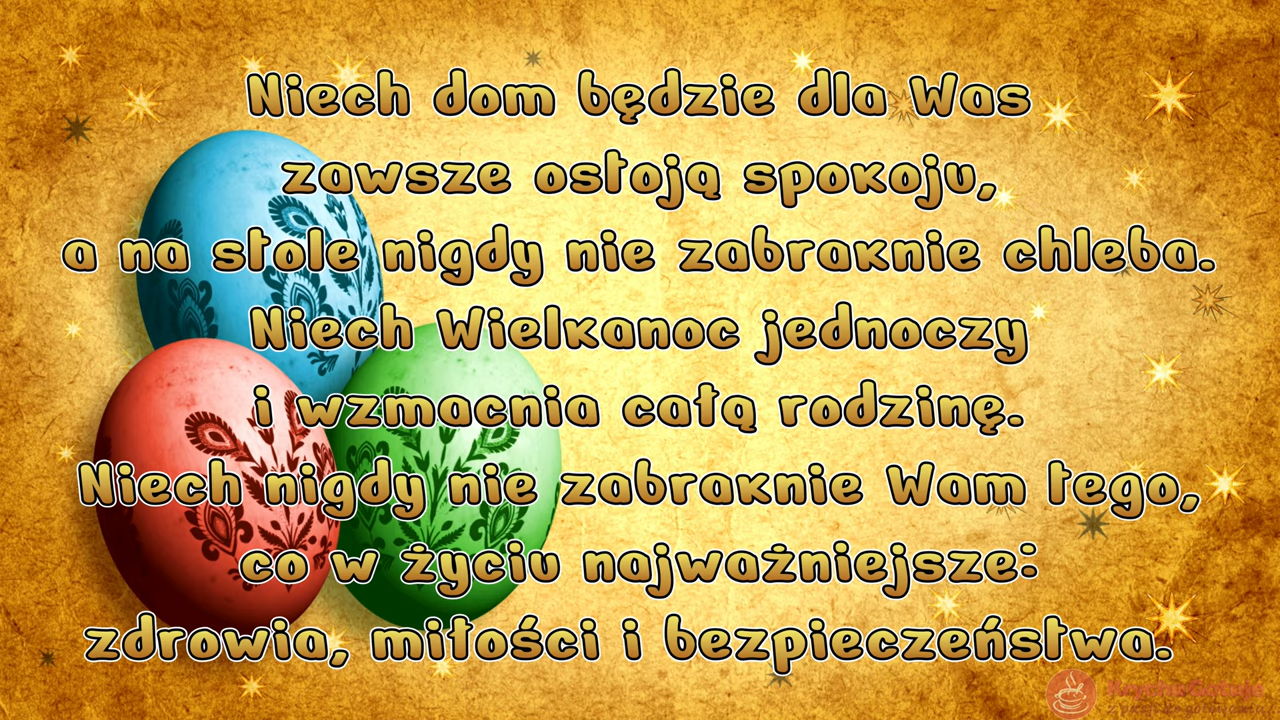 Niech dom będzie dla Was
zawsze ostoją spokoju,
a na stole nigdy nie zabraknie chleba.
Niech Wielkanoc jednoczy
i wzmacnia całą rodzinę.
Niech nigdy nie zabraknie Wam tego,
co w życiu najważniejsze:
zdrowia, miłości i bezpieczeństwa.